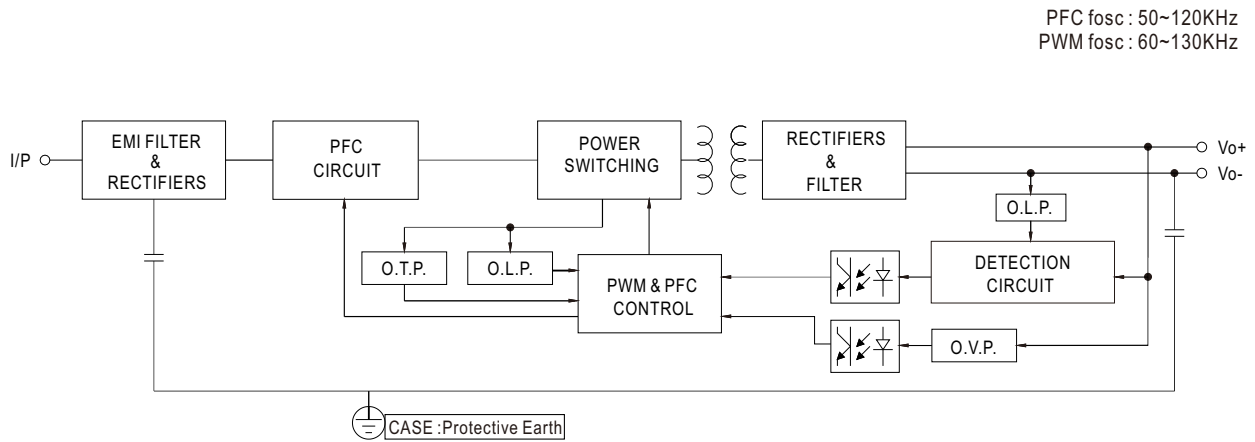 PFC fosc : 50~120KHz
PWM fosc : 60~130KHz
I/P
EMI FILTER
&
RECTIFIERS
PFC
CIRCUIT
POWER
SWITCHING
RECTIFIERS
&
FILTER
Vo+
Vo-
O.L.P.
O.T.P.
O.L.P.
PWM & PFC
CONTROL
DETECTION
CIRCUIT
O.V.P.
CASE :Protective Earth